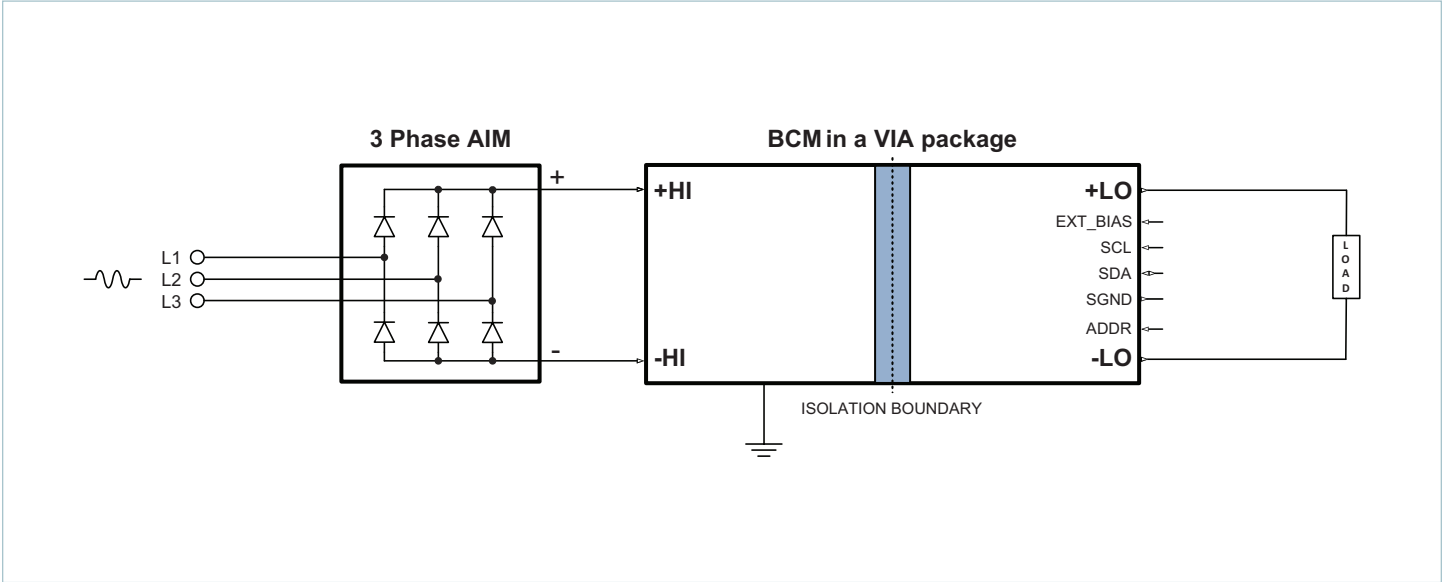 3 Phase AIM
BCM in a VIA package
+
+HI
+LO
EXT_BIAS
SCL
SDA
SGND
ADDR
-LO
L1
L2
L3
-
-HI
LOAD
ISOLATION BOUNDARY